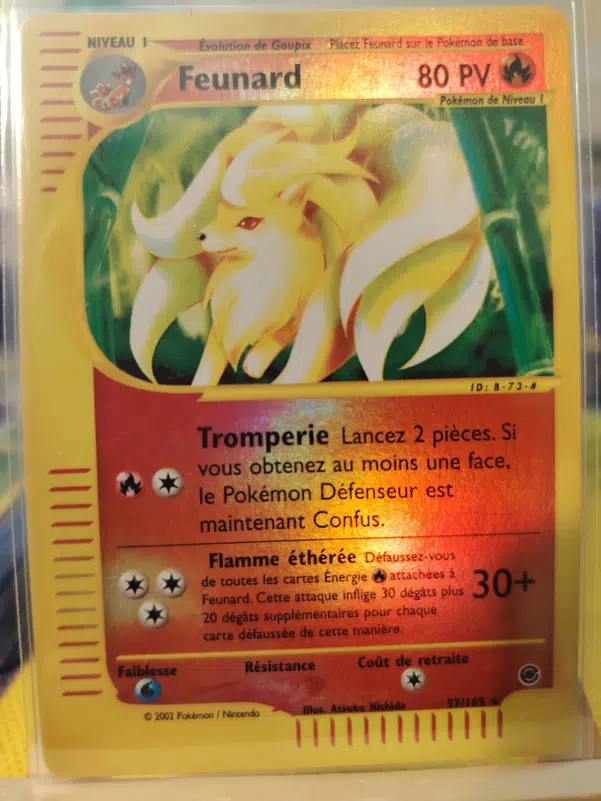 NIVEAU 1
Évolution de Goupix Placez Feunard sur le Pokémon de base
Feunard 80 PV
Pokémon de Niveau 1
ID: B-73-#
Tromperie Lancez 2 pièces. Si
vous obtenez au moins une face,
le Pokémon Défenseur est
maintenant Confus.
Flamme éthérée Défaussez-vous
de toutes les cartes Énergie attachées à
Feunard. Cette attaque inflige 30 dégâts plus
20 dégâts supplémentaires pour chaque
carte défaussée de cette manière.
30+
Faiblesse Résistance Coût de retraite
illus. Atsuko Nishida 57/165 ★
© 2002 Pokémon / Nintendo